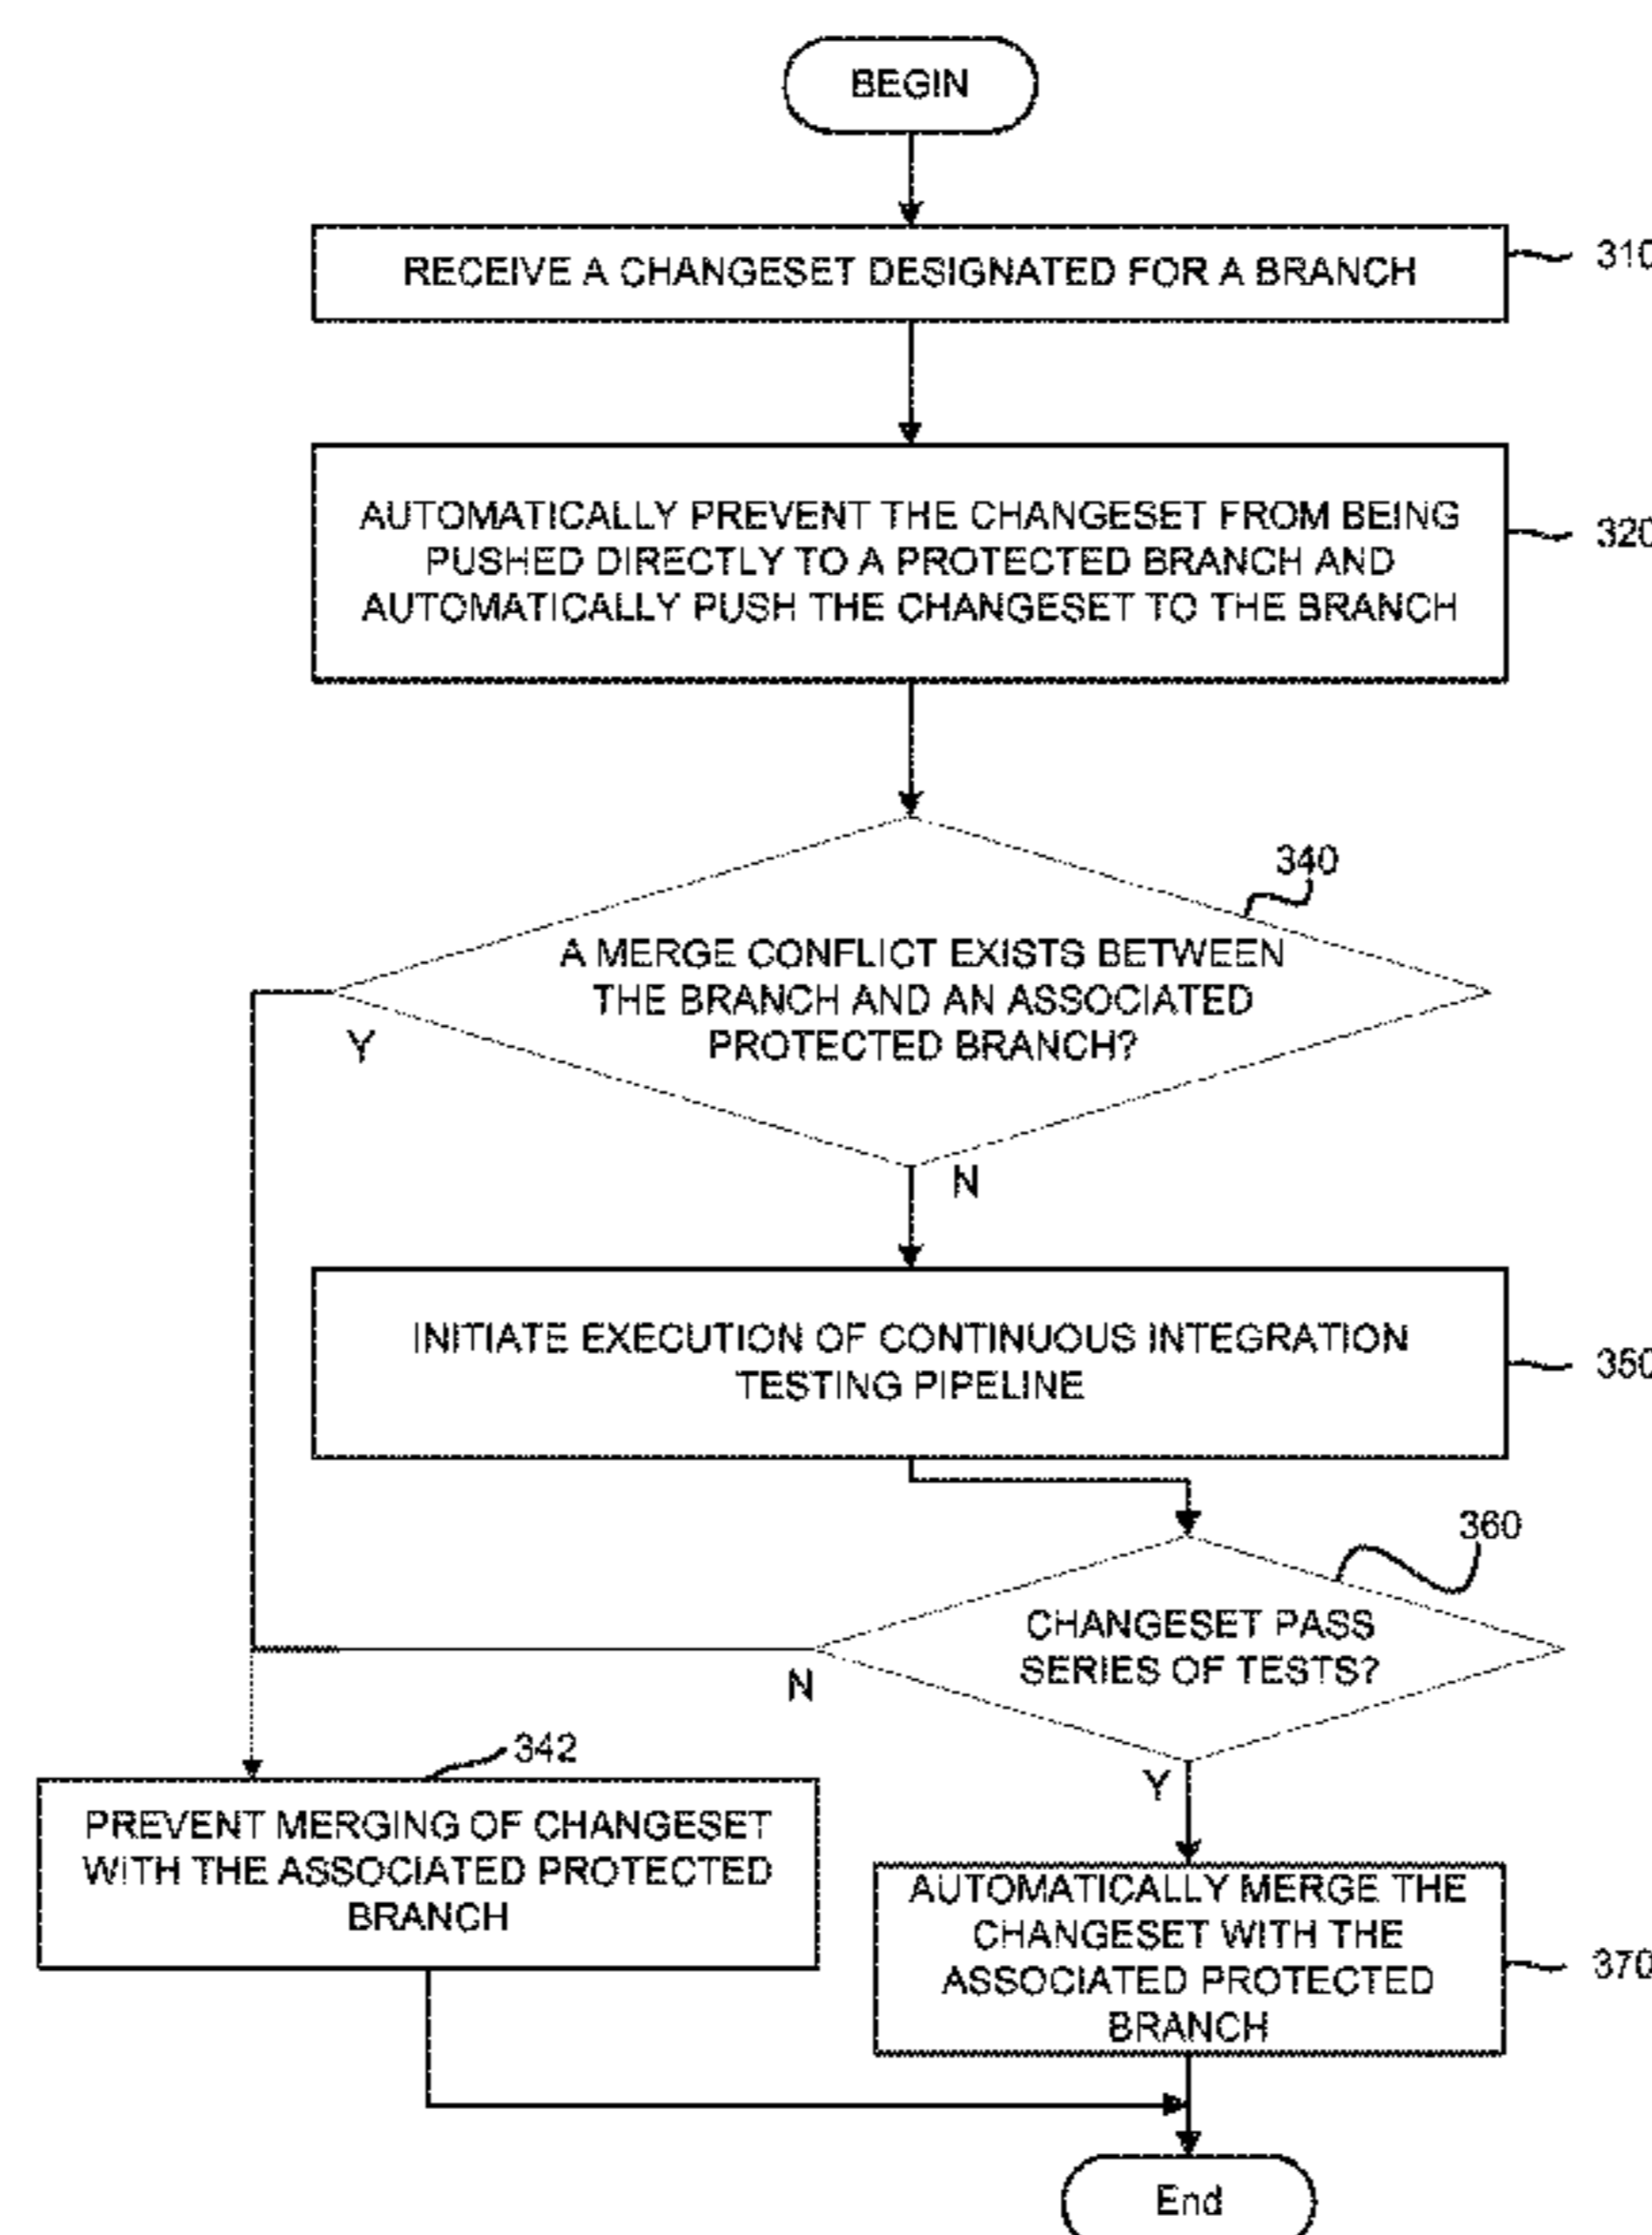 BEGIN
RECEIVE A CHANGESET DESIGNATED FOR A BRANCH
310
AUTOMATICALLY PREVENT THE CHANGESET FROM BEING
PUSHED DIRECTLY TO A PROTECTED BRANCH AND
AUTOMATICALLY PUSH THE CHANGESET TO THE BRANCH
320
340
A MERGE CONFLICT EXISTS BETWEEN
THE BRANCH AND AN ASSOCIATED
PROTECTED BRANCH?
Y
N
INITIATE EXECUTION OF CONTINUOUS INTEGRATION
TESTING PIPELINE
350
360
CHANGESET PASS
SERIES OF TESTS?
N
Y
342
PREVENT MERGING OF CHANGESET
WITH THE ASSOCIATED PROTECTED
BRANCH
AUTOMATICALLY MERGE THE
CHANGESET WITH THE
ASSOCIATED PROTECTED
BRANCH
370
End